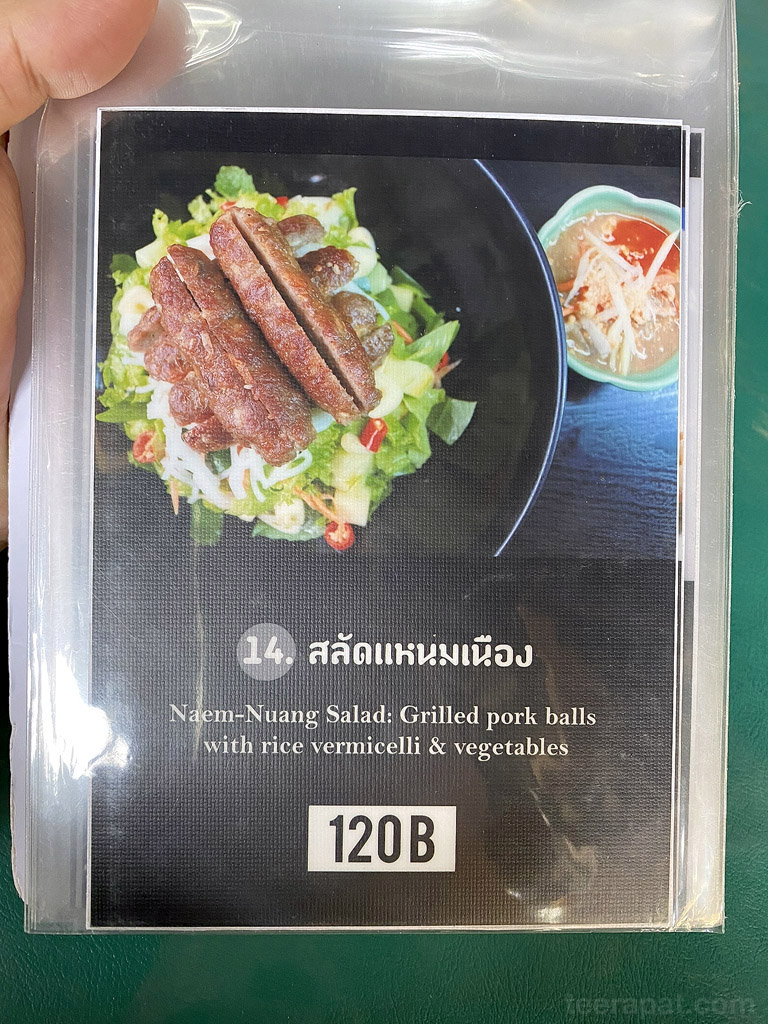 14. สลัดแหนมเนือง
Naem-Nuang Salad: Grilled pork balls
with rice vermicelli & vegetables
120 B
teerapat.com